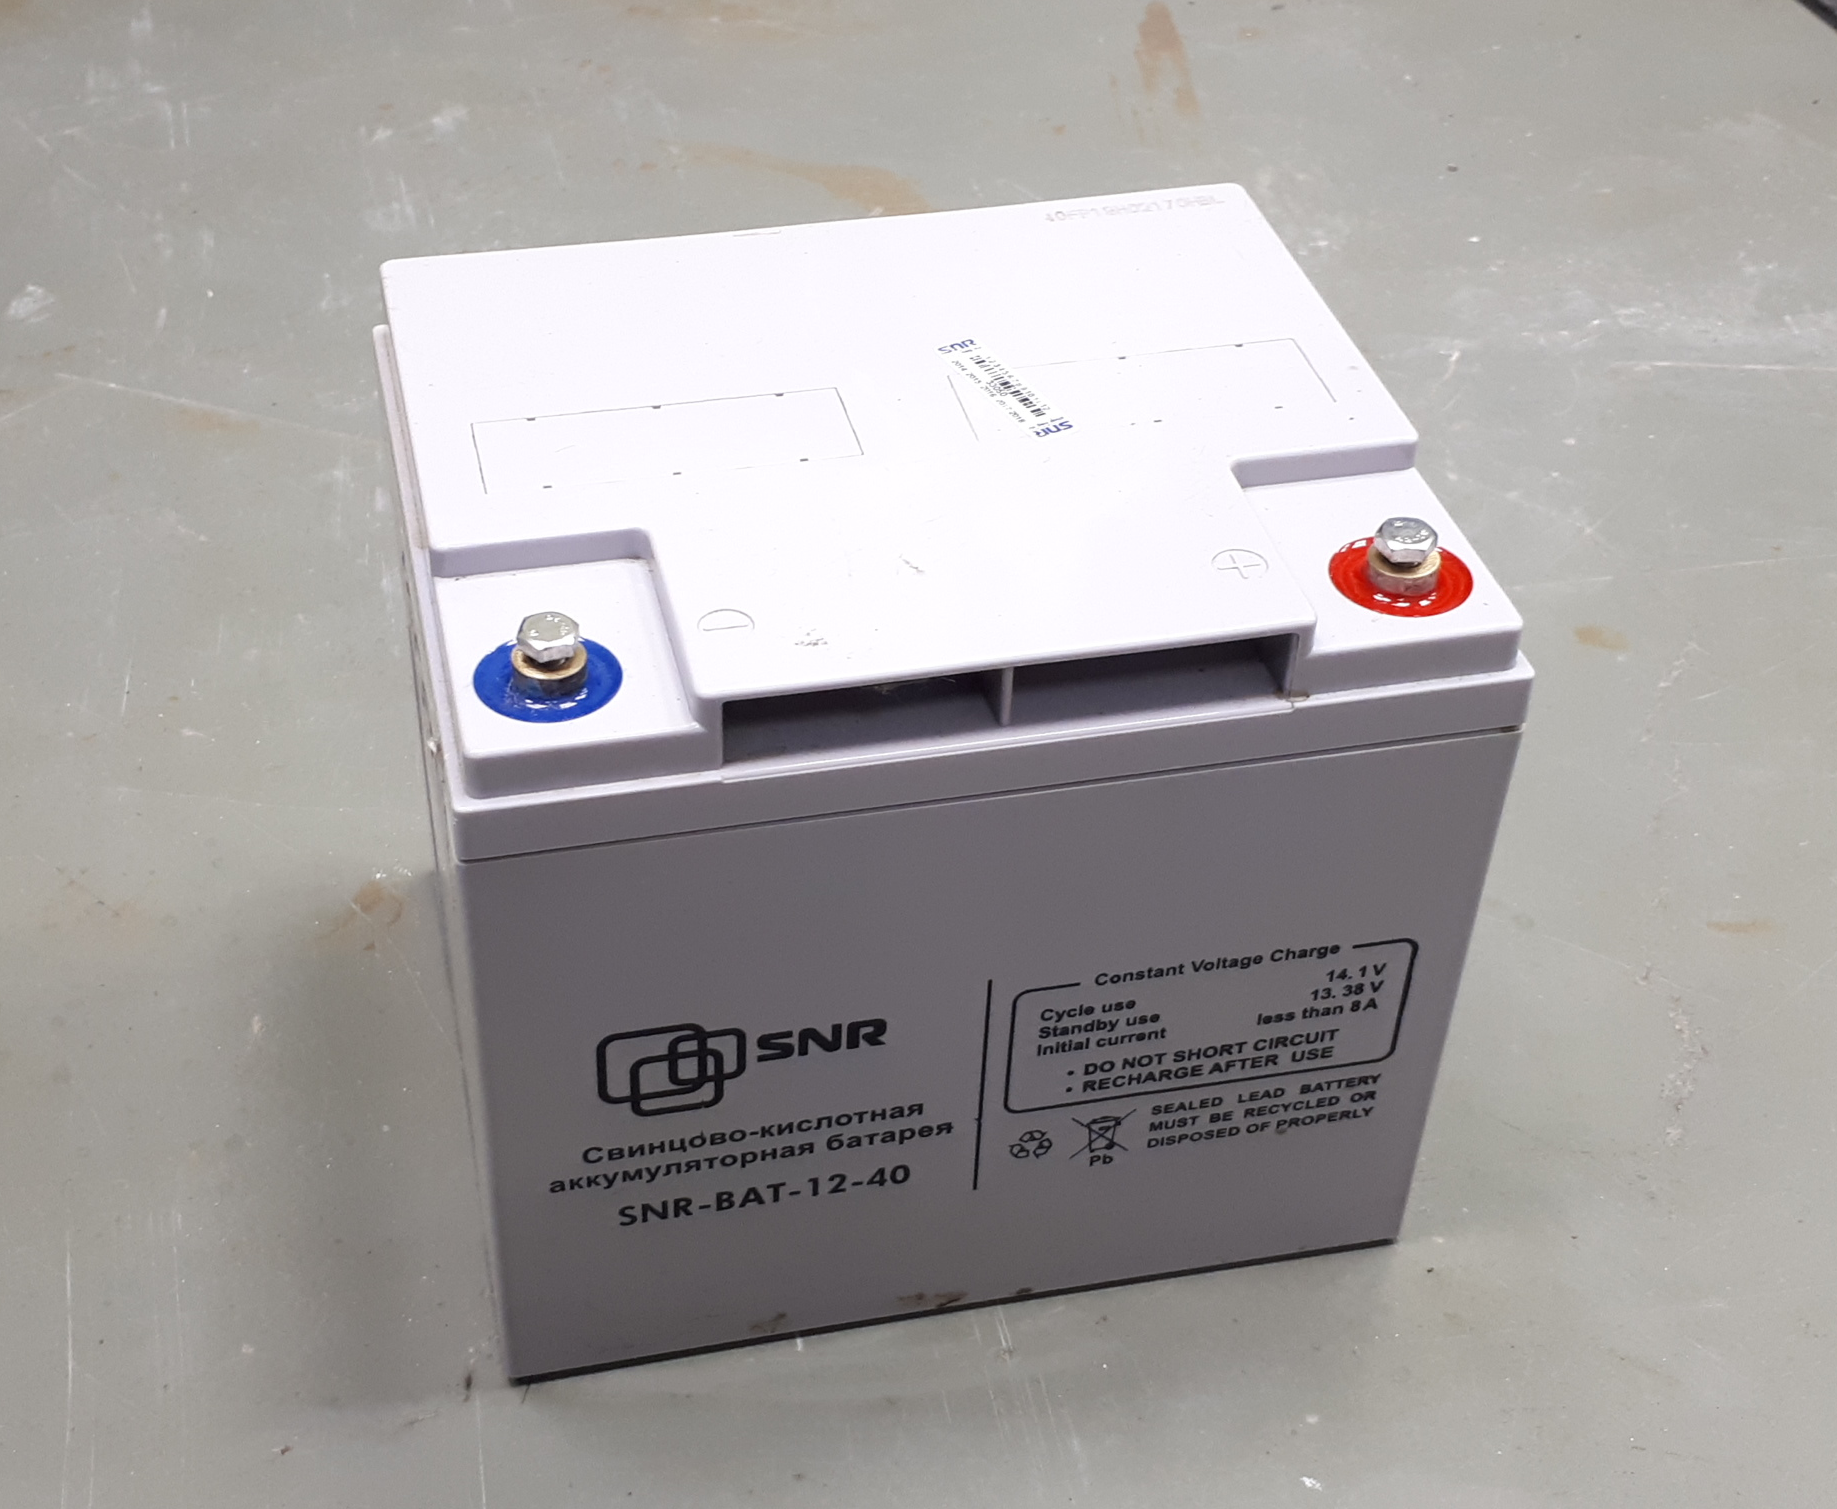 SNR
SNR
+
−
SNR
Свинцово-кислотная
аккумуляторная батарея
SNR-BAT-12-40
Constant Voltage Charge
Cycle use 14.1 V
Standby use 13.38 V
Initial current less than 8 A
• DO NOT SHORT CIRCUIT
• RECHARGE AFTER USE
Pb
SEALED LEAD BATTERY
MUST BE RECYCLED OR
DISPOSED OF PROPERLY